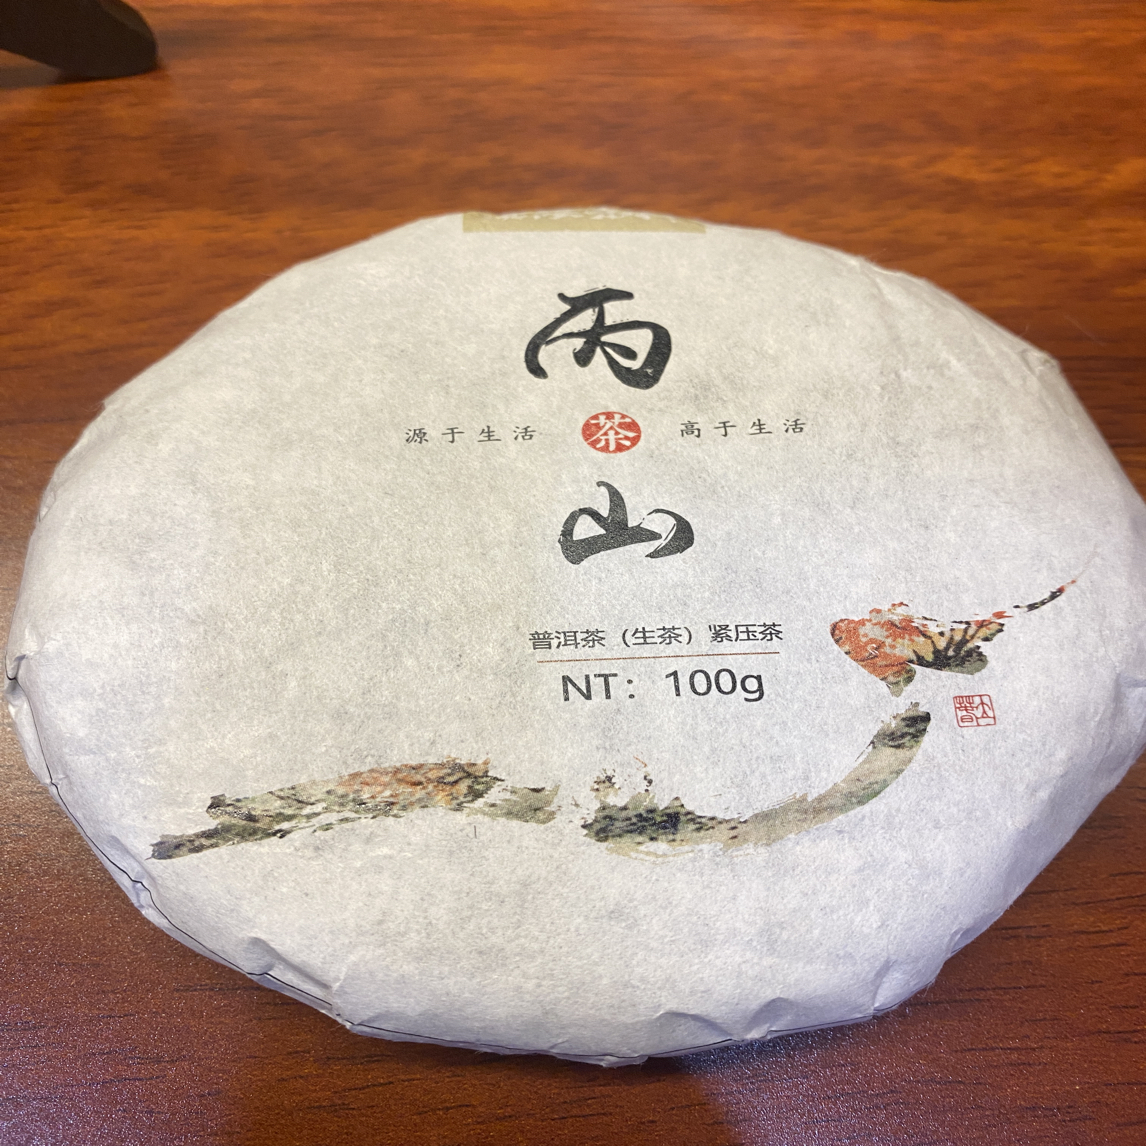 丙
源于生活 茶 高于生活
山
普洱茶（生茶）紧压茶
NT：100g